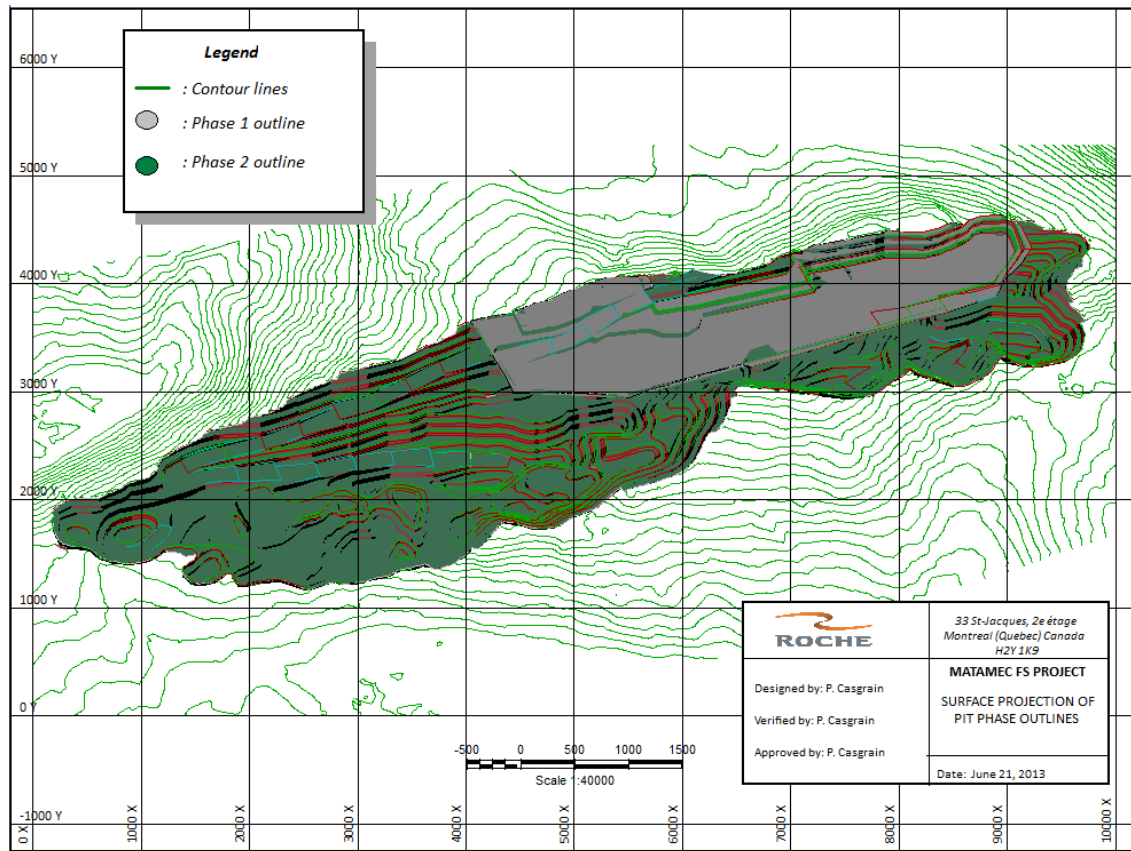 Legend
: Contour lines
: Phase 1 outline
: Phase 2 outline
6000 Y
5000 Y
4000 Y
3000 Y
2000 Y
1000 Y
0 Y
-1000 Y
0 X
1000 X
2000 X
3000 X
4000 X
5000 X
6000 X
7000 X
8000 X
9000 X
10000 X
-500 0 500 1000 1500
Scale 1:40000
ROCHE
33 St-Jacques, 2e étage
Montreal (Quebec) Canada
H2Y 1K9
Designed by: P. Casgrain
Verified by: P. Casgrain
Approved by: P. Casgrain
MATAMEC FS PROJECT
SURFACE PROJECTION OF
PIT PHASE OUTLINES
Date: June 21, 2013